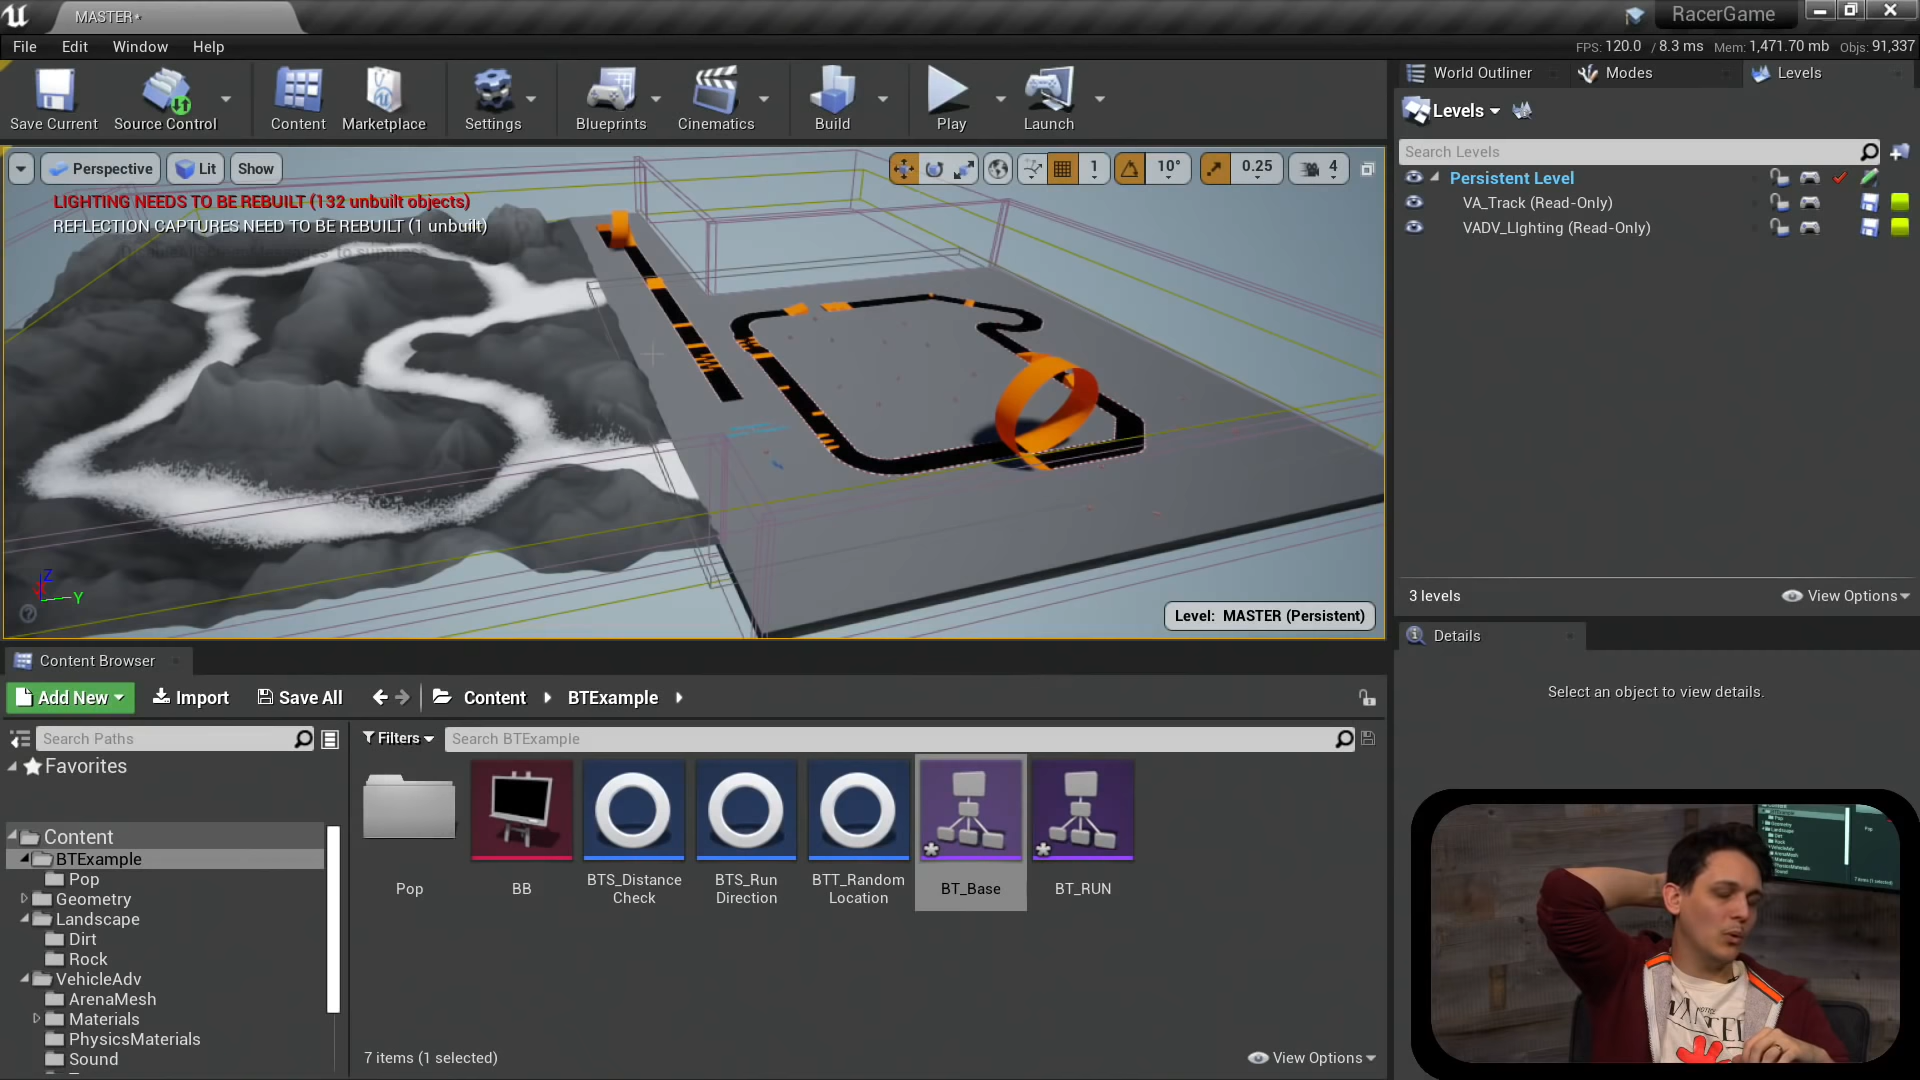 MASTER*
RacerGame
File Edit Window Help
FPS: 120.0 / 8.3 ms Mem: 1,471.70 mb Objs: 91,337
Save Current
Source Control
Content
Marketplace
Settings
Blueprints
Cinematics
Build
Play
Launch
World Outliner
Modes
Levels
Levels
Search Levels
Persistent Level
VA_Track (Read-Only)
VADV_LIghting (Read-Only)
3 levels
View Options
Perspective
Lit
Show
1
10°
0.25
4
LIGHTING NEEDS TO BE REBUILT (132 unbuilt objects)
REFLECTION CAPTURES NEED TO BE REBUILT (1 unbuilt)
to suppress
Z
Y
Level: MASTER (Persistent)
Details
Select an object to view details.
Content Browser
Add New
Import
Save All
Content
BTExample
Search Paths
Filters
Search BTExample
Favorites
Content
BTExample
Pop
Geometry
Landscape
Dirt
Rock
VehicleAdv
ArenaMesh
Materials
PhysicsMaterials
Sound
Pop
BB
BTS_Distance
Check
BTS_Run
Direction
BTT_Random
Location
BT_Base
BT_RUN
7 items (1 selected)
View Options